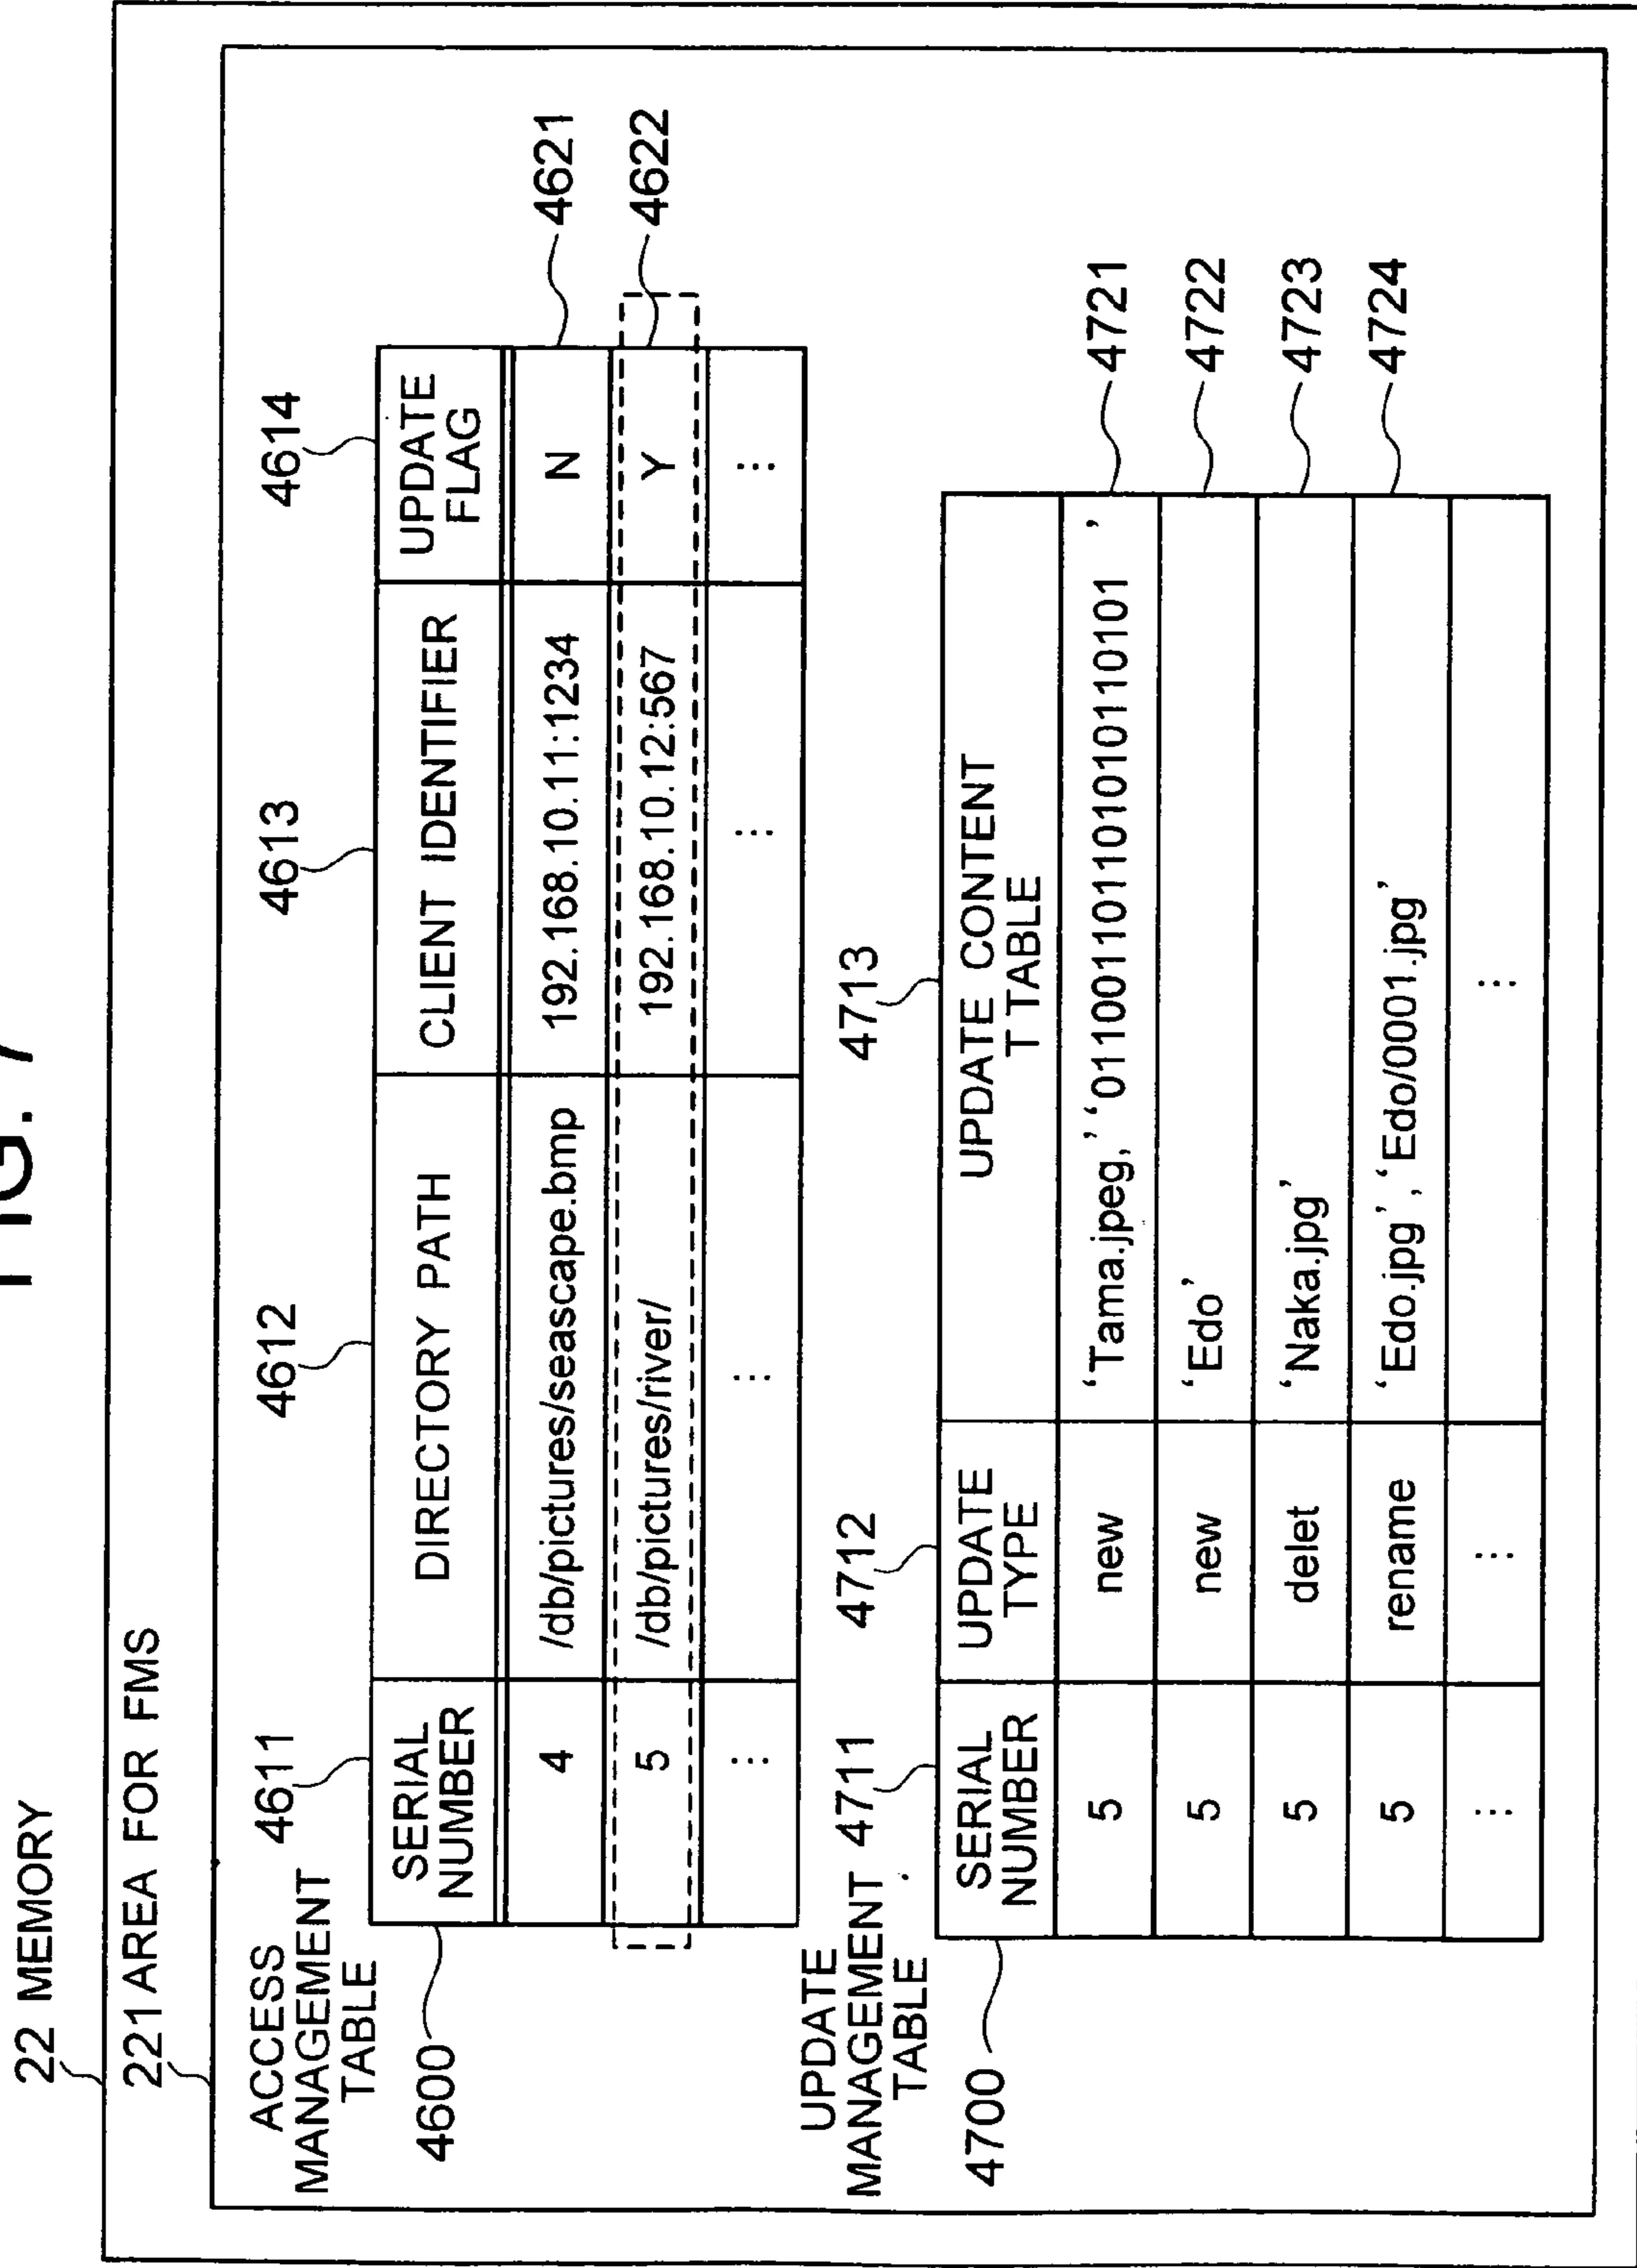 FIG. 7
22 MEMORY
221 AREA FOR FMS
ACCESS
MANAGEMENT
TABLE
4600
4611
4612
4613
4614
SERIAL
NUMBER
DIRECTORY PATH
CLIENT IDENTIFIER
UPDATE
FLAG
4 /db/pictures/seascape.bmp 192.168.10.11:1234 N 4621
5 /db/pictures/river/ 192.168.10.12:567 Y 4622
... ... ... ...
UPDATE
MANAGEMENT
TABLE
4700
4711
4712
4713
SERIAL
NUMBER
UPDATE
TYPE
UPDATE CONTENT
T TABLE
5 new ‘Tama.jpeg,’ ‘01100110110110101010110101 ’ 4721
5 new ‘Edo’ 4722
5 delet ‘Naka.jpg’ 4723
5 rename ‘Edo.jpg’, ‘Edo/0001.jpg’ 4724
... ... ...